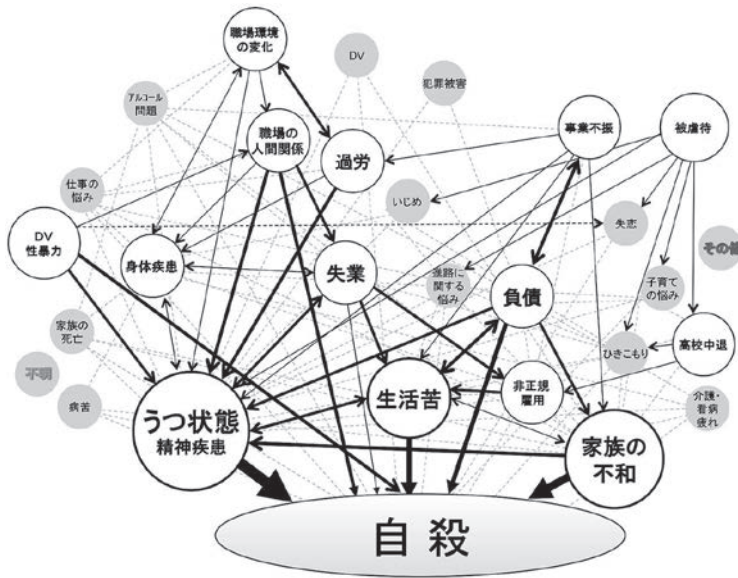 職場環境
の変化
DV
犯罪被害
アルコール
問題
職場の
人間関係
過労
事業不振
被虐待
仕事の
悩み
いじめ
失恋
DV
性暴力
その他
身体疾患
失業
進路に
関する
悩み
負債
子育て
の悩み
家族の
死亡
高校中退
ひきこもり
不明
病苦
うつ状態
精神疾患
生活苦
非正規
雇用
介護・
看病
疲れ
家族の
不和
自殺